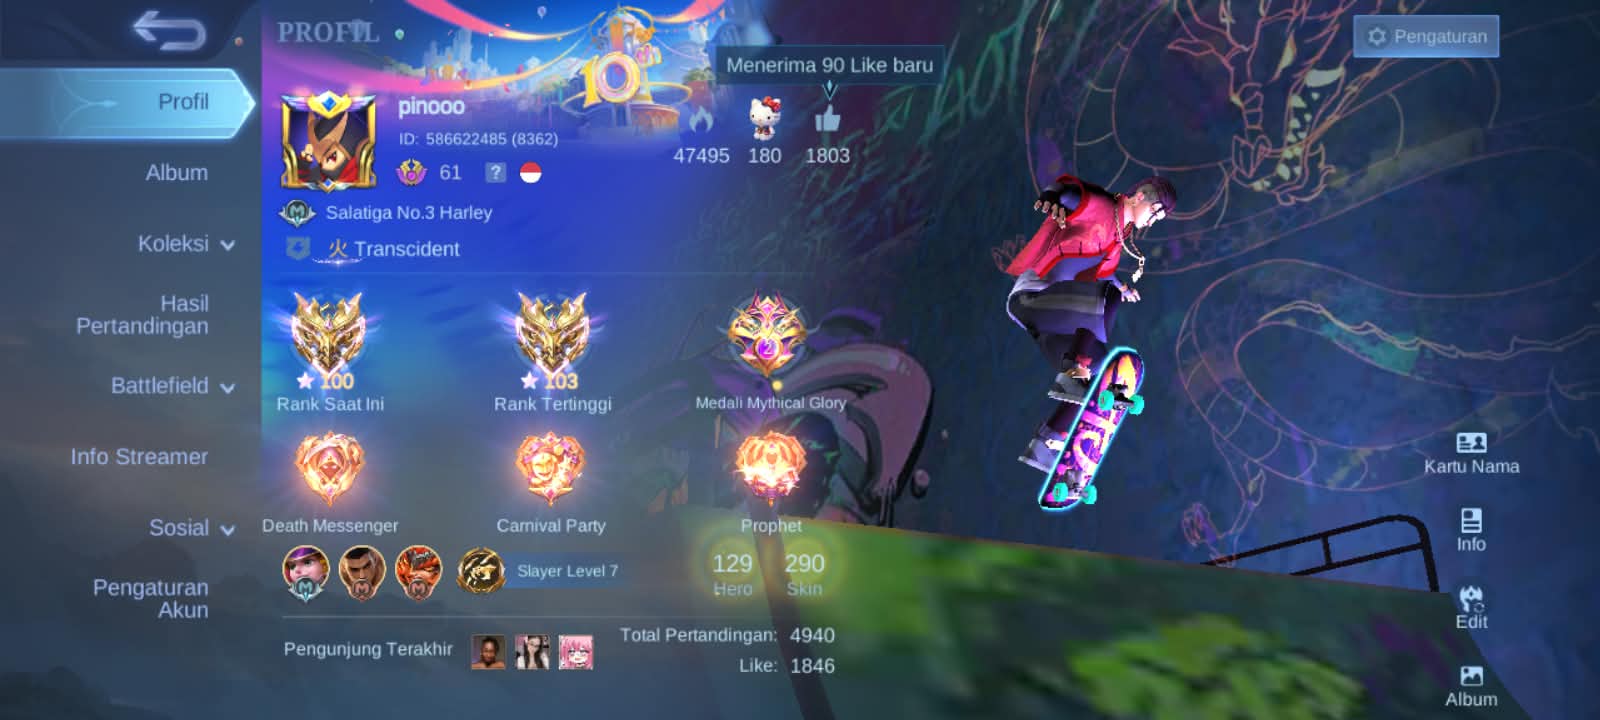 PROFIL
Pengaturan
Menerima 90 Like baru
10th
Profil
pinooo
ID: 586622485 (8362)
47495 180 1803
61 ?
Album
Salatiga No.3 Harley
Koleksi
火 Transcident
Hasil
Pertandingan
2
100 103
Battlefield
Rank Saat Ini Rank Tertinggi Medali Mythical Glory
Info Streamer
Kartu Nama
Sosial
Death Messenger Carnival Party Prophet
Info
Slayer Level 7
129 290
Hero Skin
Pengaturan
Akun
Edit
Pengunjung Terakhir
Total Pertandingan: 4940
Like: 1846
Album